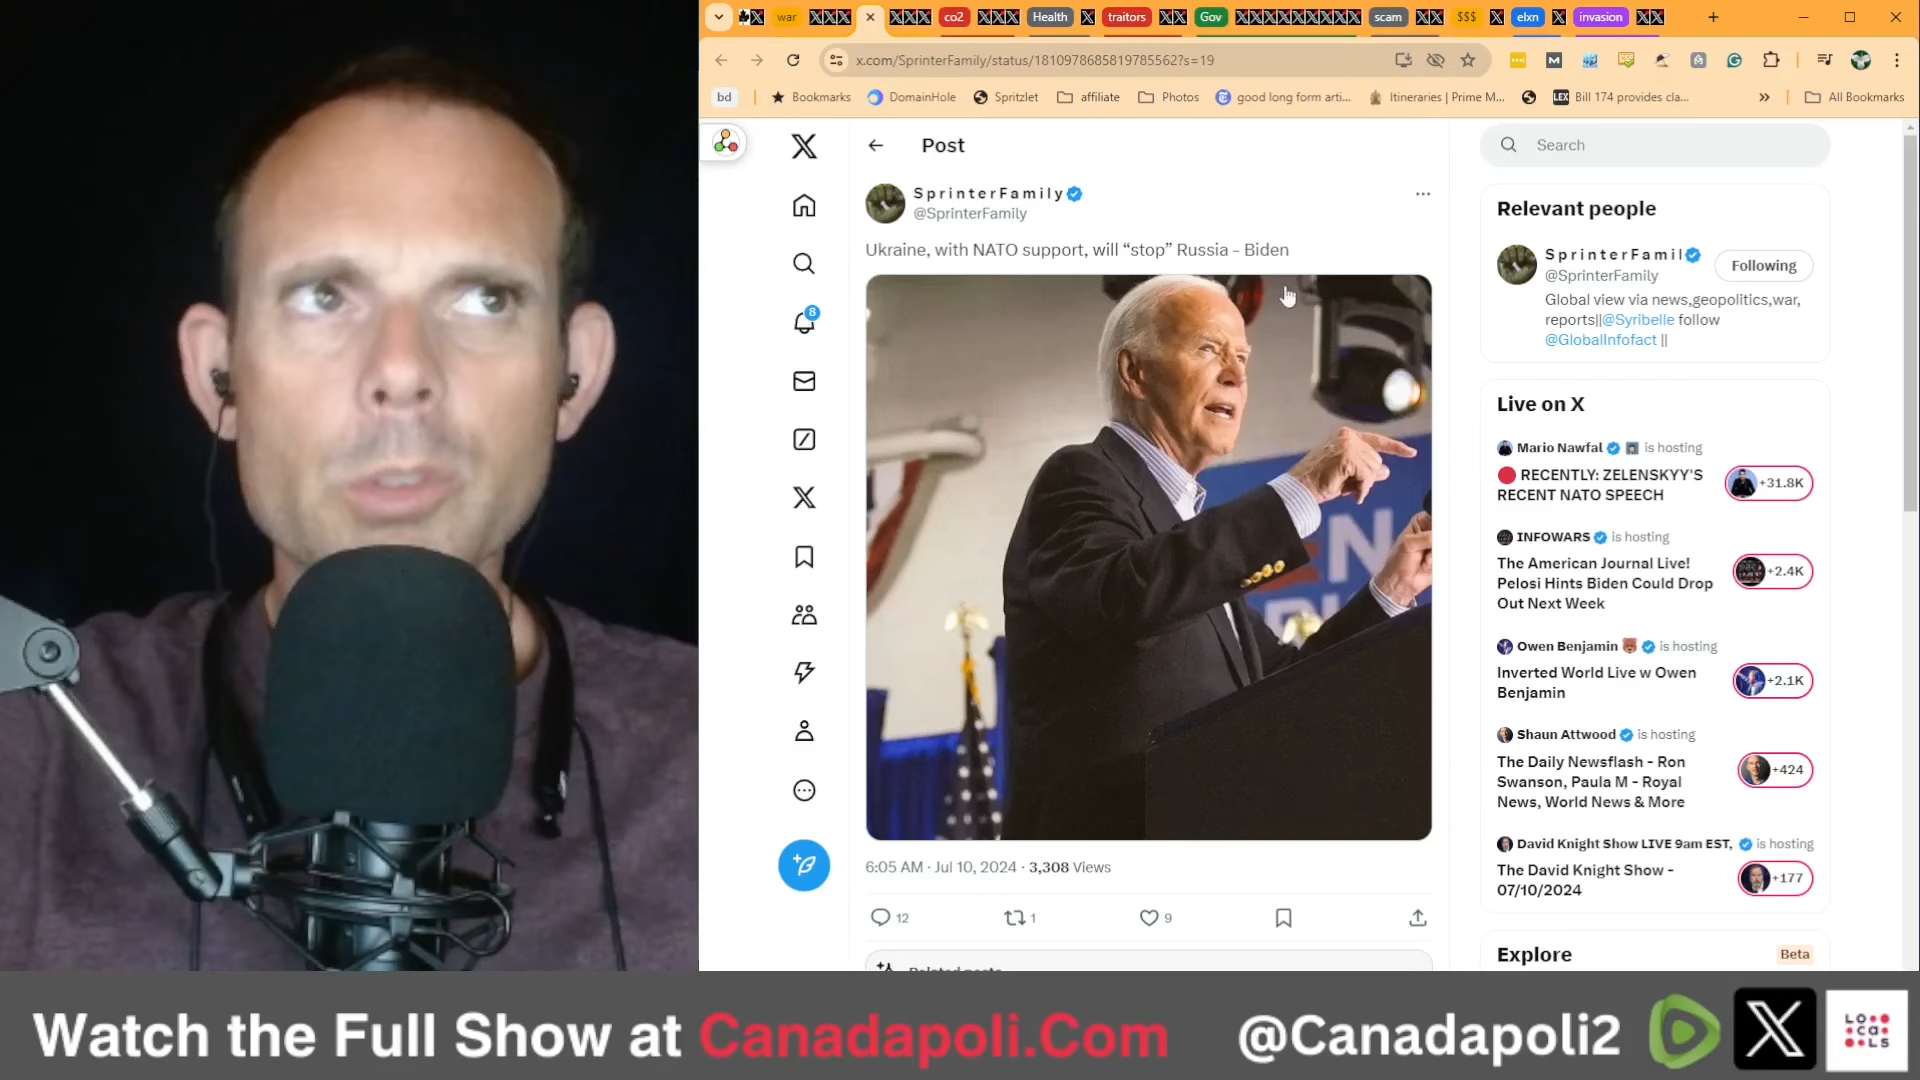 war
co2
Health
traitors
Gov
scam
$$$
elxn
invasion
x.com/SprinterFamily/status/1810978685819785562?s=19
bd
Bookmarks
DomainHole
Spritzlet
affiliate
Photos
good long form arti...
Itineraries | Prime M...
LEX
Bill 174 provides cla...
All Bookmarks
Post
SprinterFamily
@SprinterFamily
Ukraine, with NATO support, will “stop” Russia - Biden
6:05 AM · Jul 10, 2024 · 3,308 Views
12
1
9
8
Search
Relevant people
SprinterFamil
@SprinterFamily
Following
Global view via news,geopolitics,war,
reports||@Syribelle follow
@GlobalInfofact ||
Live on X
Mario Nawfal is hosting
RECENTLY: ZELENSKYY'S
RECENT NATO SPEECH
+31.8K
INFOWARS is hosting
The American Journal Live!
Pelosi Hints Biden Could Drop
Out Next Week
+2.4K
Owen Benjamin is hosting
Inverted World Live w Owen
Benjamin
+2.1K
Shaun Attwood is hosting
The Daily Newsflash - Ron
Swanson, Paula M - Royal
News, World News & More
+424
David Knight Show LIVE 9am EST, is hosting
The David Knight Show -
07/10/2024
+177
Explore
Beta
Watch the Full Show at Canadapoli.Com
@Canadapoli2
LO
CA
LS